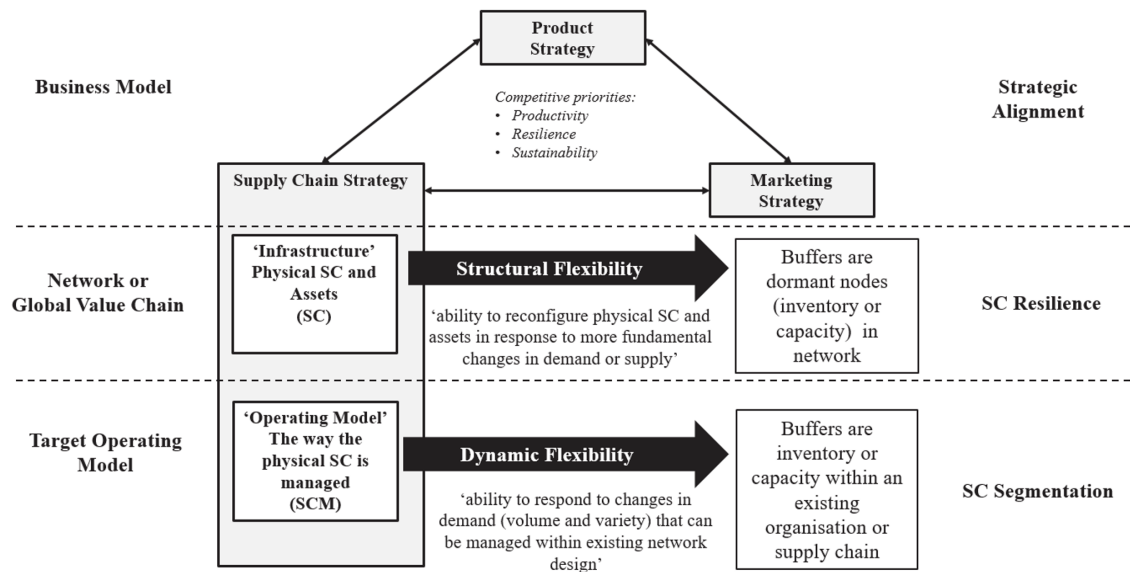 Product
Strategy
Business Model
Competitive priorities:
• Productivity
• Resilience
• Sustainability
Strategic
Alignment
Supply Chain Strategy
Marketing
Strategy
Network or
Global Value Chain
‘Infrastructure’
Physical SC and
Assets
(SC)
Structural Flexibility
‘ability to reconfigure physical SC and
assets in response to more fundamental
changes in demand or supply’
Buffers are
dormant nodes
(inventory or
capacity) in
network
SC Resilience
Target Operating
Model
‘Operating Model’
The way the
physical SC is
managed
(SCM)
Dynamic Flexibility
‘ability to respond to changes in
demand (volume and variety) that can
be managed within existing network
design’
Buffers are
inventory or
capacity within an
existing
organisation or
supply chain
SC Segmentation